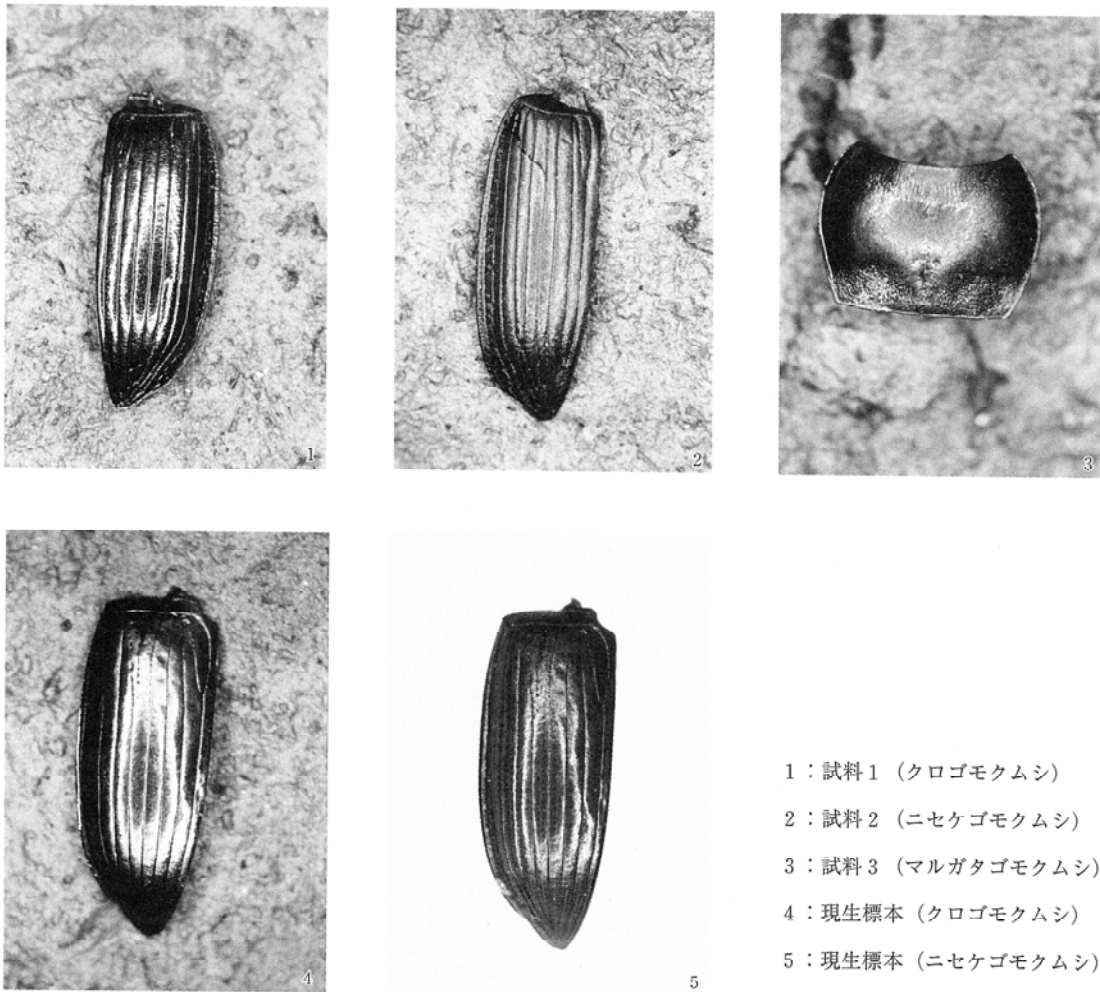 1
2
3
4
5
1：試料1（クロゴモクムシ）
2：試料2（ニセケゴモクムシ）
3：試料3（マルガタゴモクムシ）
4：現生標本（クロゴモクムシ）
5：現生標本（ニセケゴモクムシ）